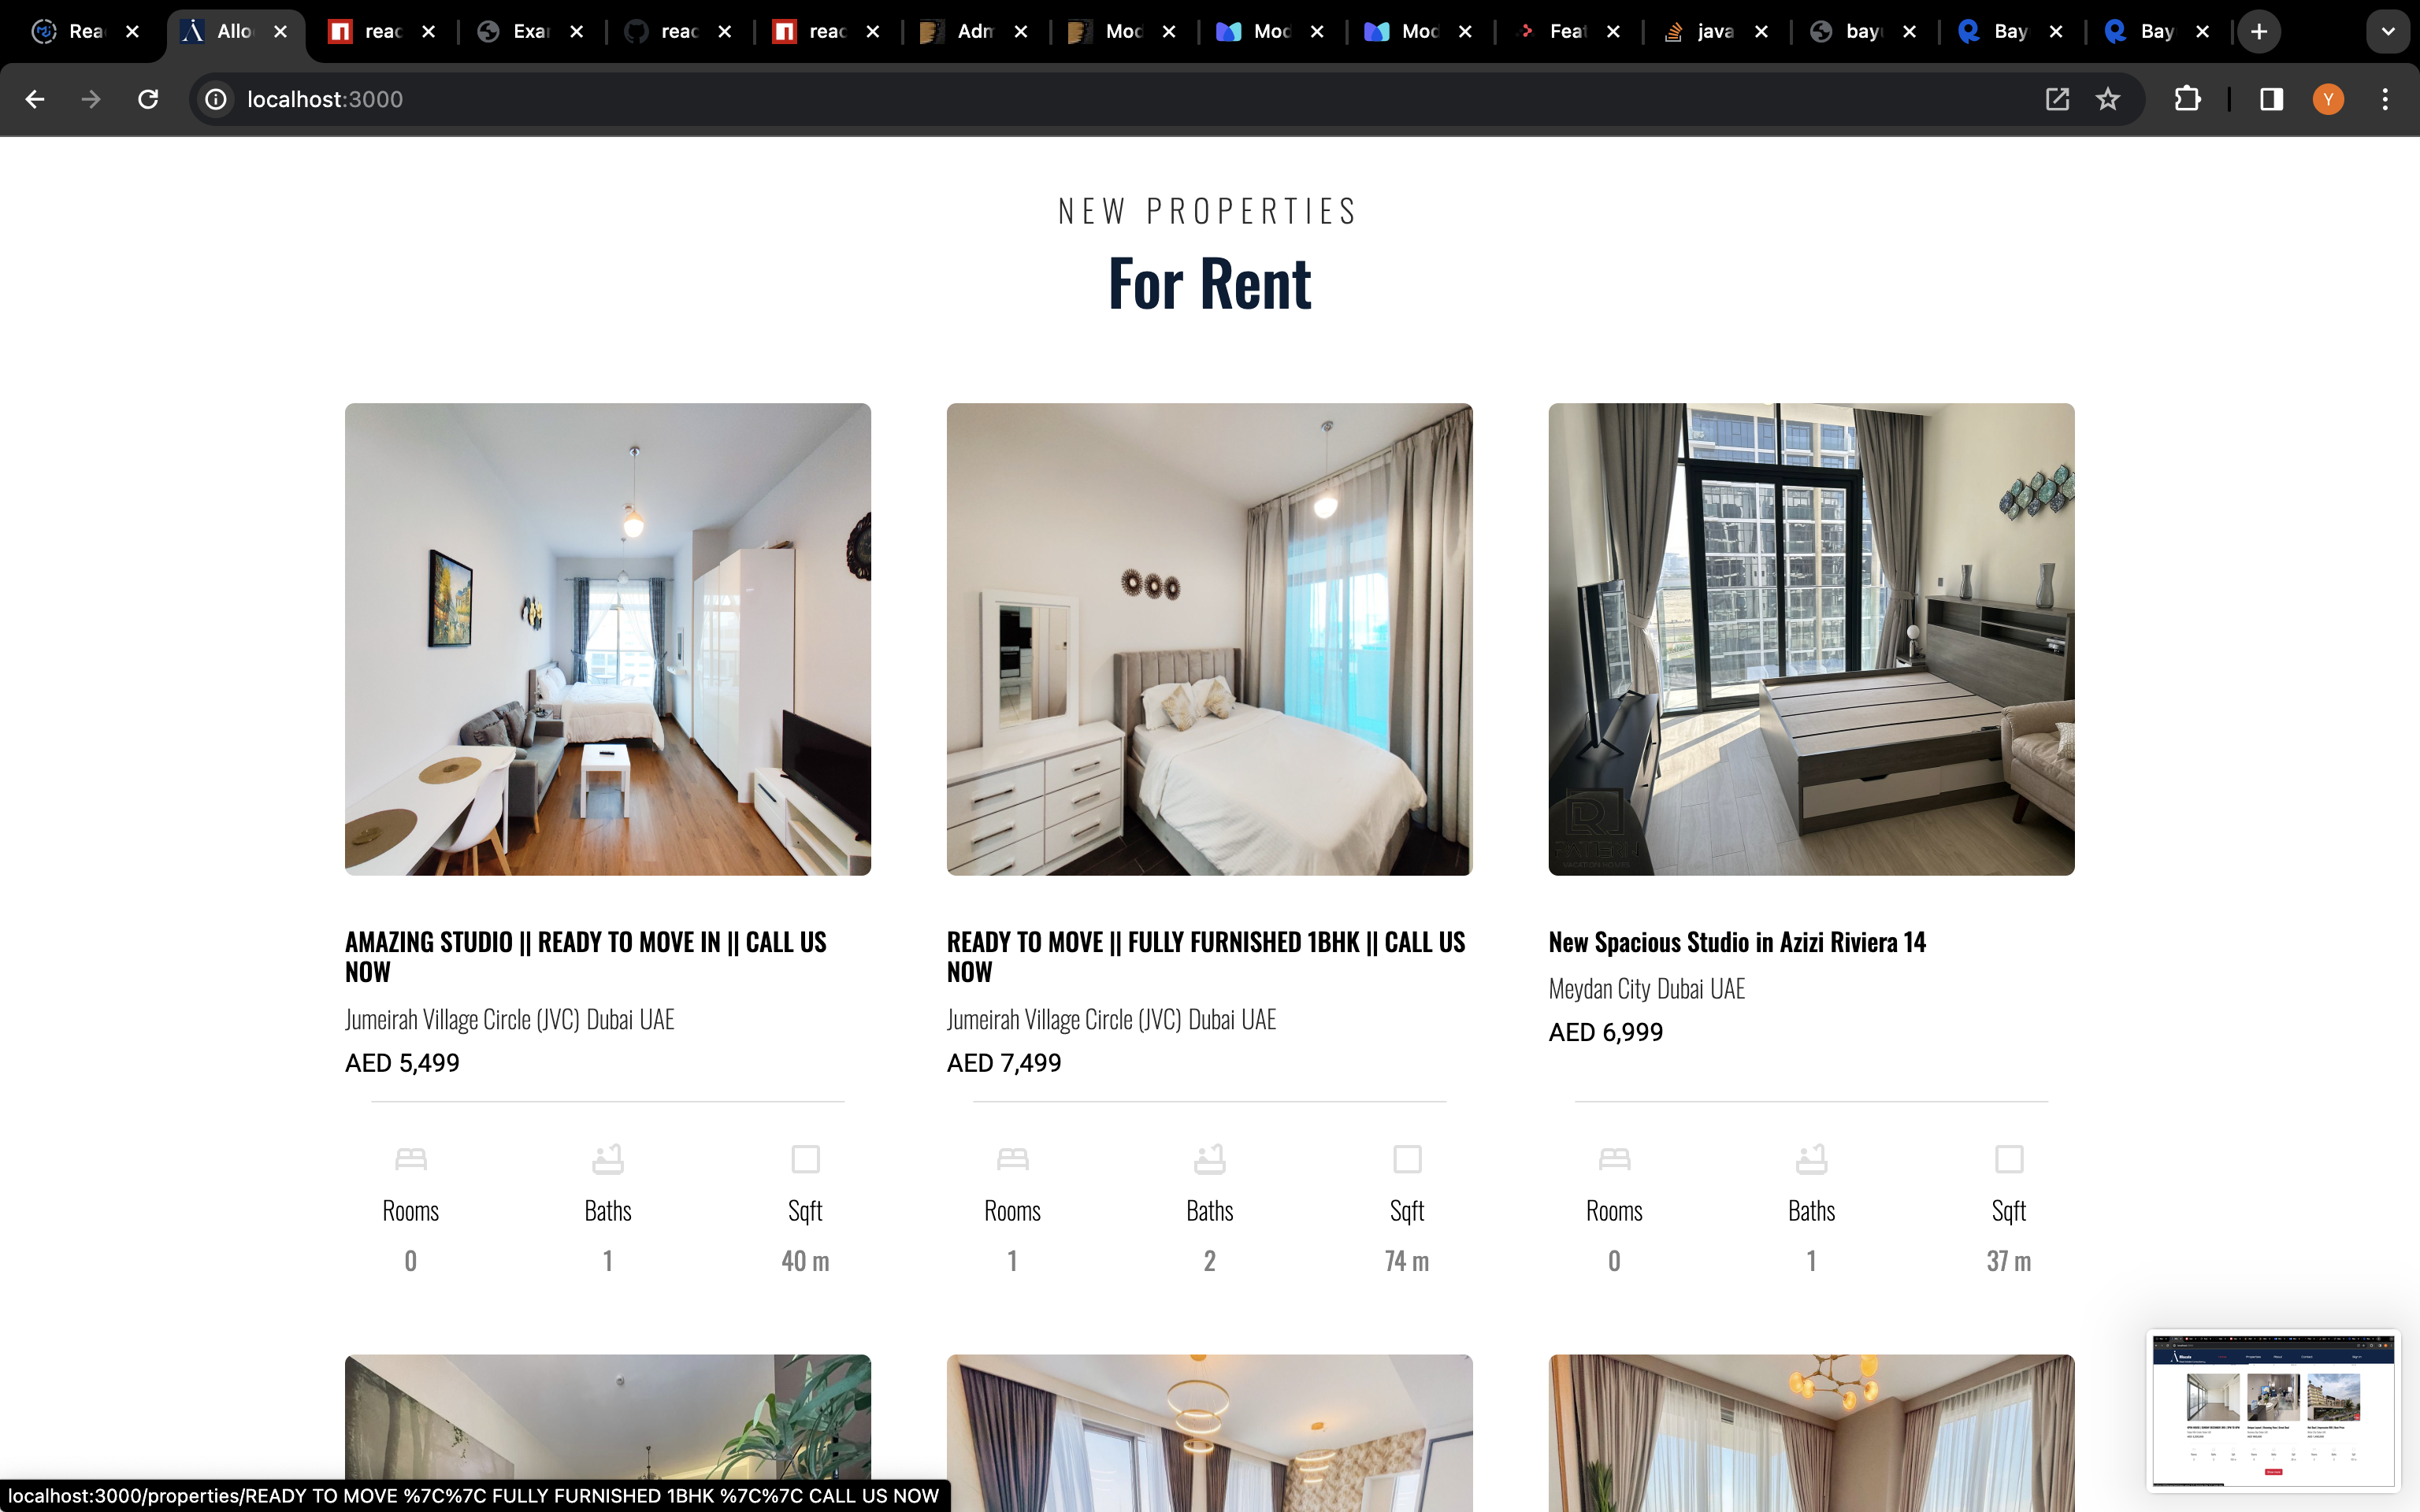 Rea
Allo
reac
Exar
reac
reac
Adm
Mod
Mod
Mod
Feat
java
bayu
Bay
Bay
localhost:3000
Y
NEW PROPERTIES
For Rent
AMAZING STUDIO || READY TO MOVE IN || CALL US
NOW
Jumeirah Village Circle (JVC) Dubai UAE
AED 5,499
Rooms
Baths
Sqft
0
1
40 m
READY TO MOVE || FULLY FURNISHED 1BHK || CALL US
NOW
Jumeirah Village Circle (JVC) Dubai UAE
AED 7,499
Rooms
Baths
Sqft
1
2
74 m
New Spacious Studio in Azizi Riviera 14
Meydan City Dubai UAE
AED 6,999
Rooms
Baths
Sqft
0
1
37 m
localhost:3000/properties/READY TO MOVE %7C%7C FULLY FURNISHED 1BHK %7C%7C CALL US NOW